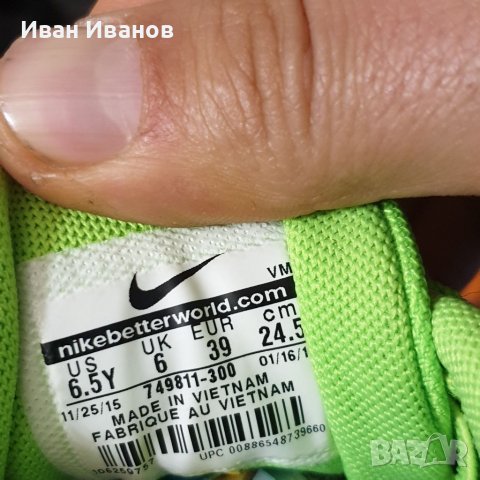 Иван Иванов
VM
nikebetterworld.com
US UK EUR cm
6.5Y 6 39 24.5
749811-300
11/25/15 01/16/1
MADE IN VIETNAM
FABRIQUE AU VIETNAM
UPC 00886548739660
БАЗАР